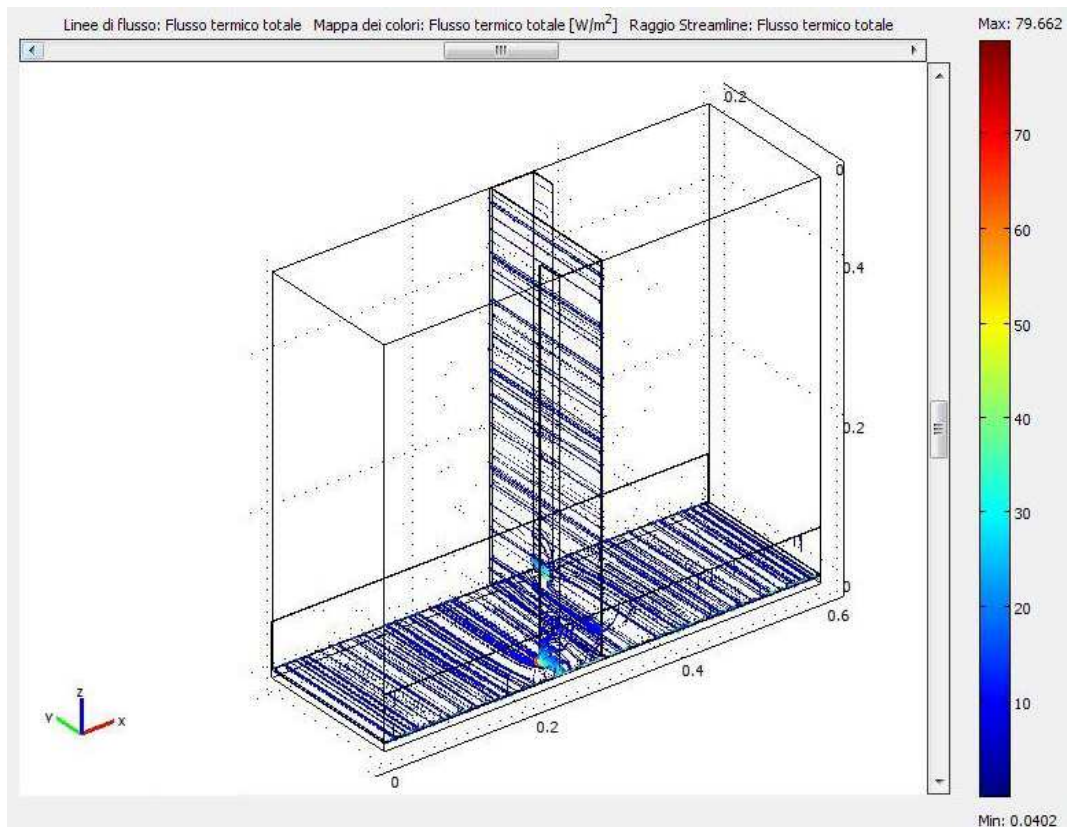 Linee di flusso: Flusso termico totale Mappa dei colori: Flusso termico totale [W/m²] Raggio Streamline: Flusso termico totale
Max: 79.662
0.2
0
70
60
0.4
50
40
0.2
30
0
20
0.6
0.4
z
y
x
10
0.2
0
Min: 0.0402